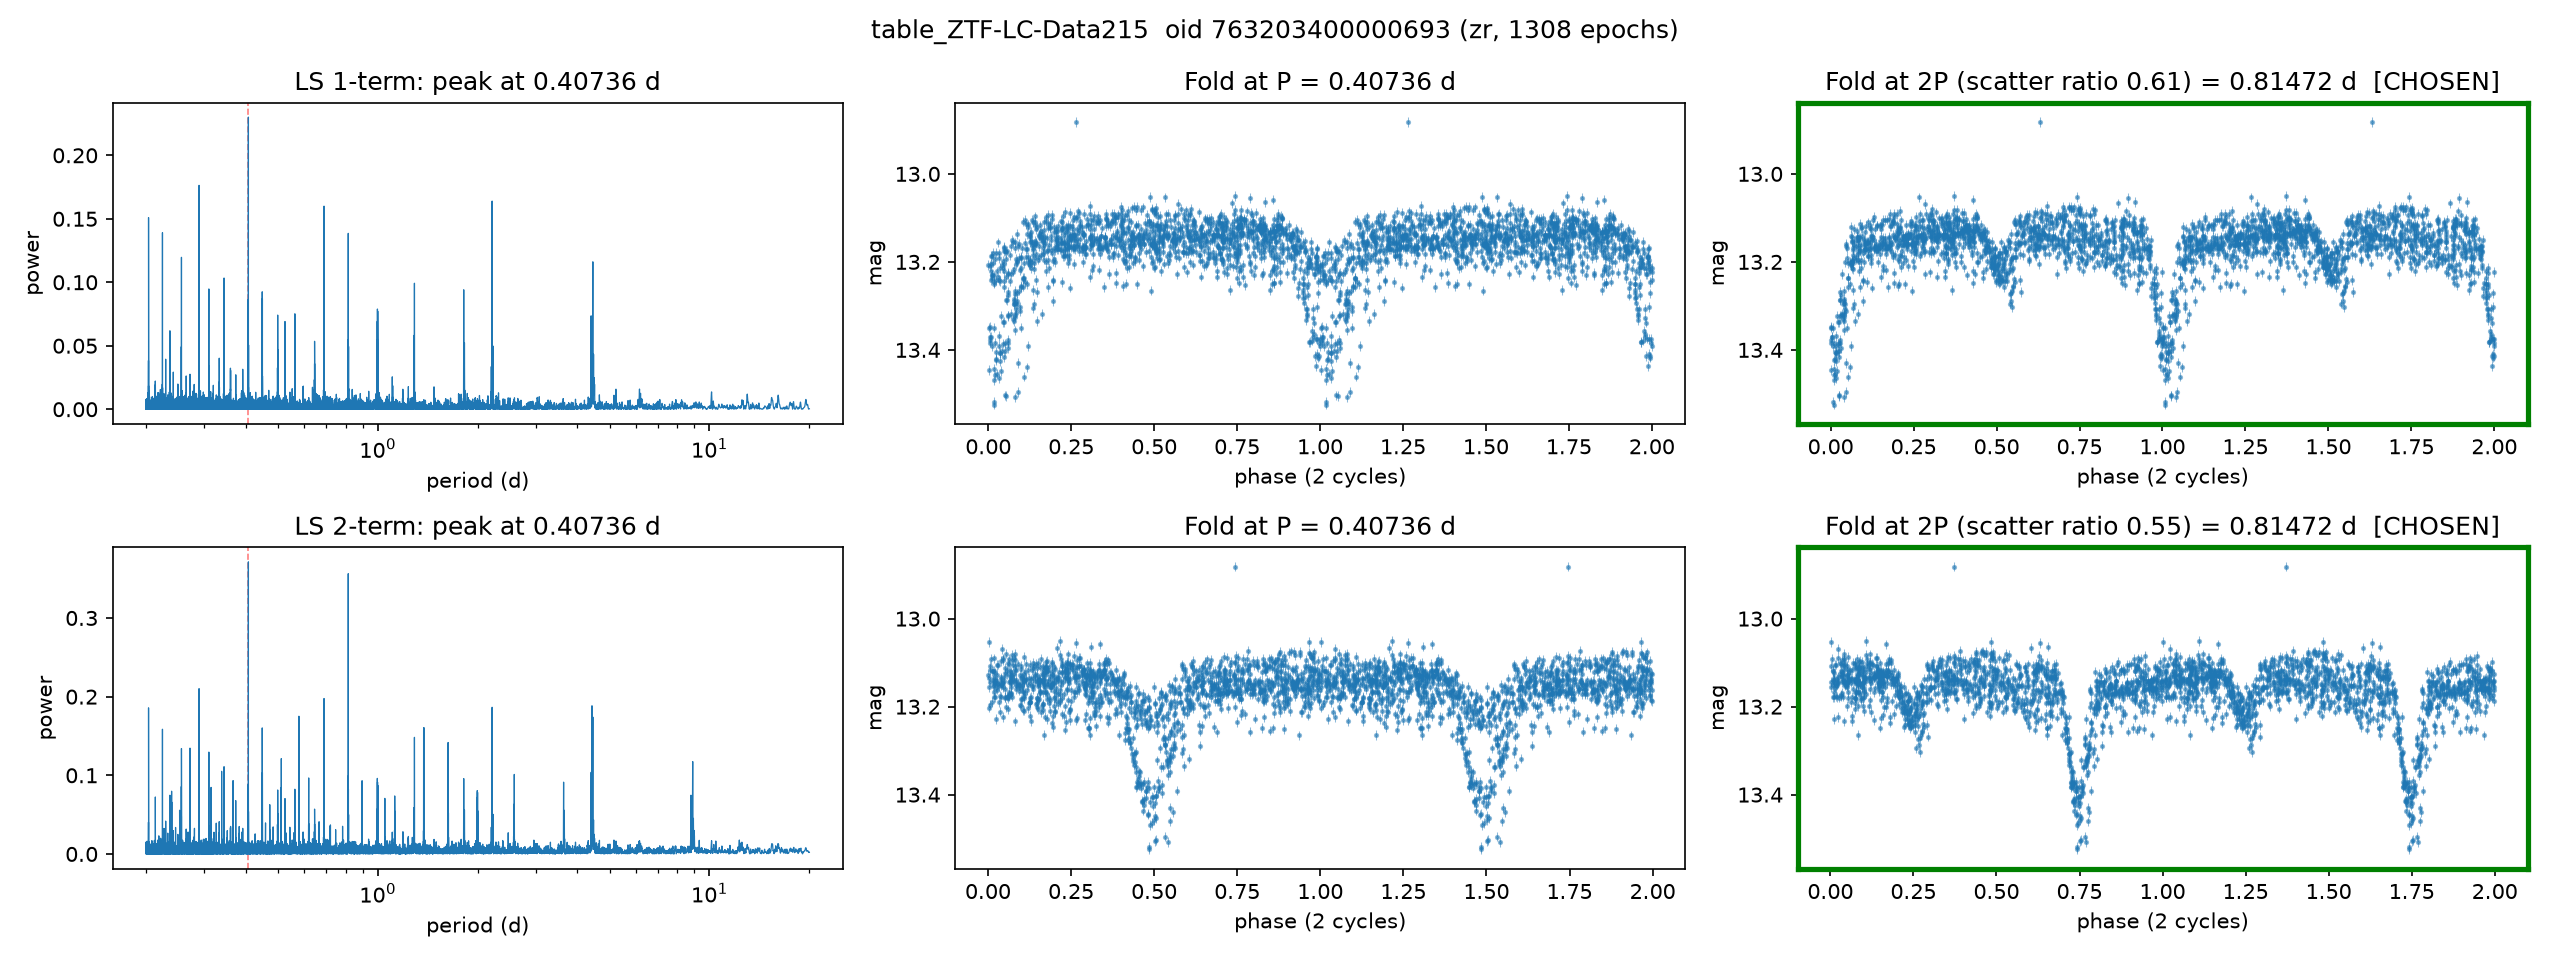 table_ZTF-LC-Data215  oid 763203400000693 (zr, 1308 epochs)
LS 1-term: peak at 0.40736 d
Fold at P = 0.40736 d
Fold at 2P (scatter ratio 0.61) = 0.81472 d  [CHOSEN]
power
0.20
0.15
0.10
0.05
0.00
10⁰
10¹
period (d)
mag
13.0
13.2
13.4
0.00 0.25 0.50 0.75 1.00 1.25 1.50 1.75 2.00
phase (2 cycles)
mag
13.0
13.2
13.4
0.00 0.25 0.50 0.75 1.00 1.25 1.50 1.75 2.00
phase (2 cycles)
LS 2-term: peak at 0.40736 d
Fold at P = 0.40736 d
Fold at 2P (scatter ratio 0.55) = 0.81472 d  [CHOSEN]
power
0.3
0.2
0.1
0.0
10⁰
10¹
period (d)
mag
13.0
13.2
13.4
0.00 0.25 0.50 0.75 1.00 1.25 1.50 1.75 2.00
phase (2 cycles)
mag
13.0
13.2
13.4
0.00 0.25 0.50 0.75 1.00 1.25 1.50 1.75 2.00
phase (2 cycles)